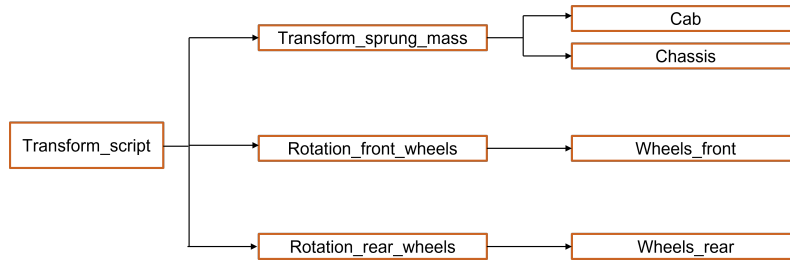 Transform_script
Transform_sprung_mass
Cab
Chassis
Rotation_front_wheels
Wheels_front
Rotation_rear_wheels
Wheels_rear